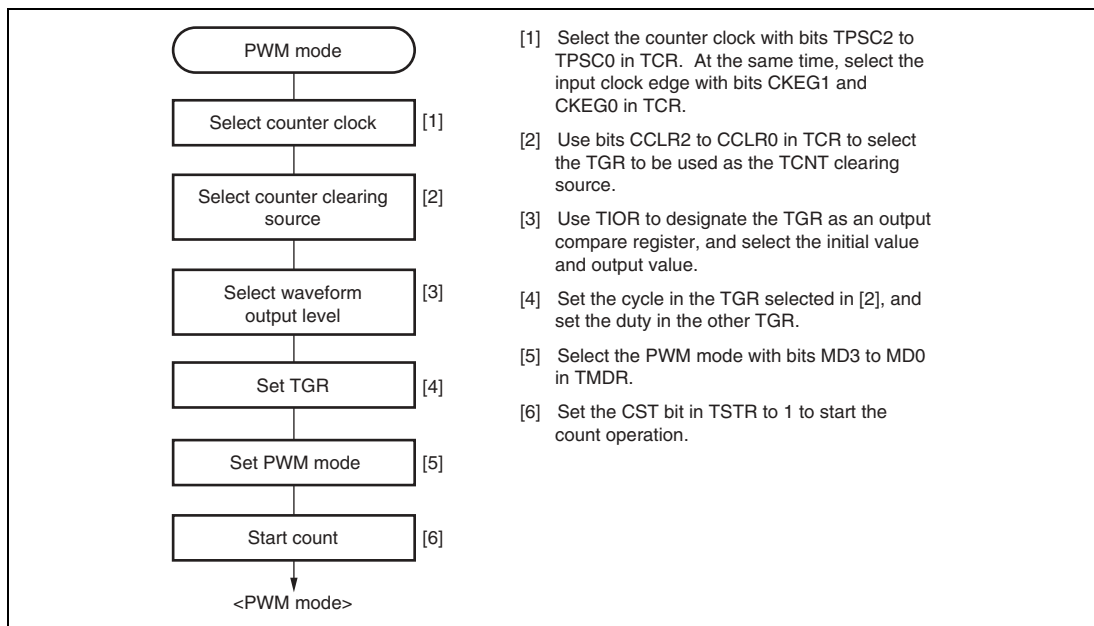 PWM mode
Select counter clock
[1]
Select counter clearing
source
[2]
Select waveform
output level
[3]
Set TGR
[4]
Set PWM mode
[5]
Start count
[6]
<PWM mode>
[1] Select the counter clock with bits TPSC2 to
TPSC0 in TCR. At the same time, select the
input clock edge with bits CKEG1 and
CKEG0 in TCR.
[2] Use bits CCLR2 to CCLR0 in TCR to select
the TGR to be used as the TCNT clearing
source.
[3] Use TIOR to designate the TGR as an output
compare register, and select the initial value
and output value.
[4] Set the cycle in the TGR selected in [2], and
set the duty in the other TGR.
[5] Select the PWM mode with bits MD3 to MD0
in TMDR.
[6] Set the CST bit in TSTR to 1 to start the
count operation.